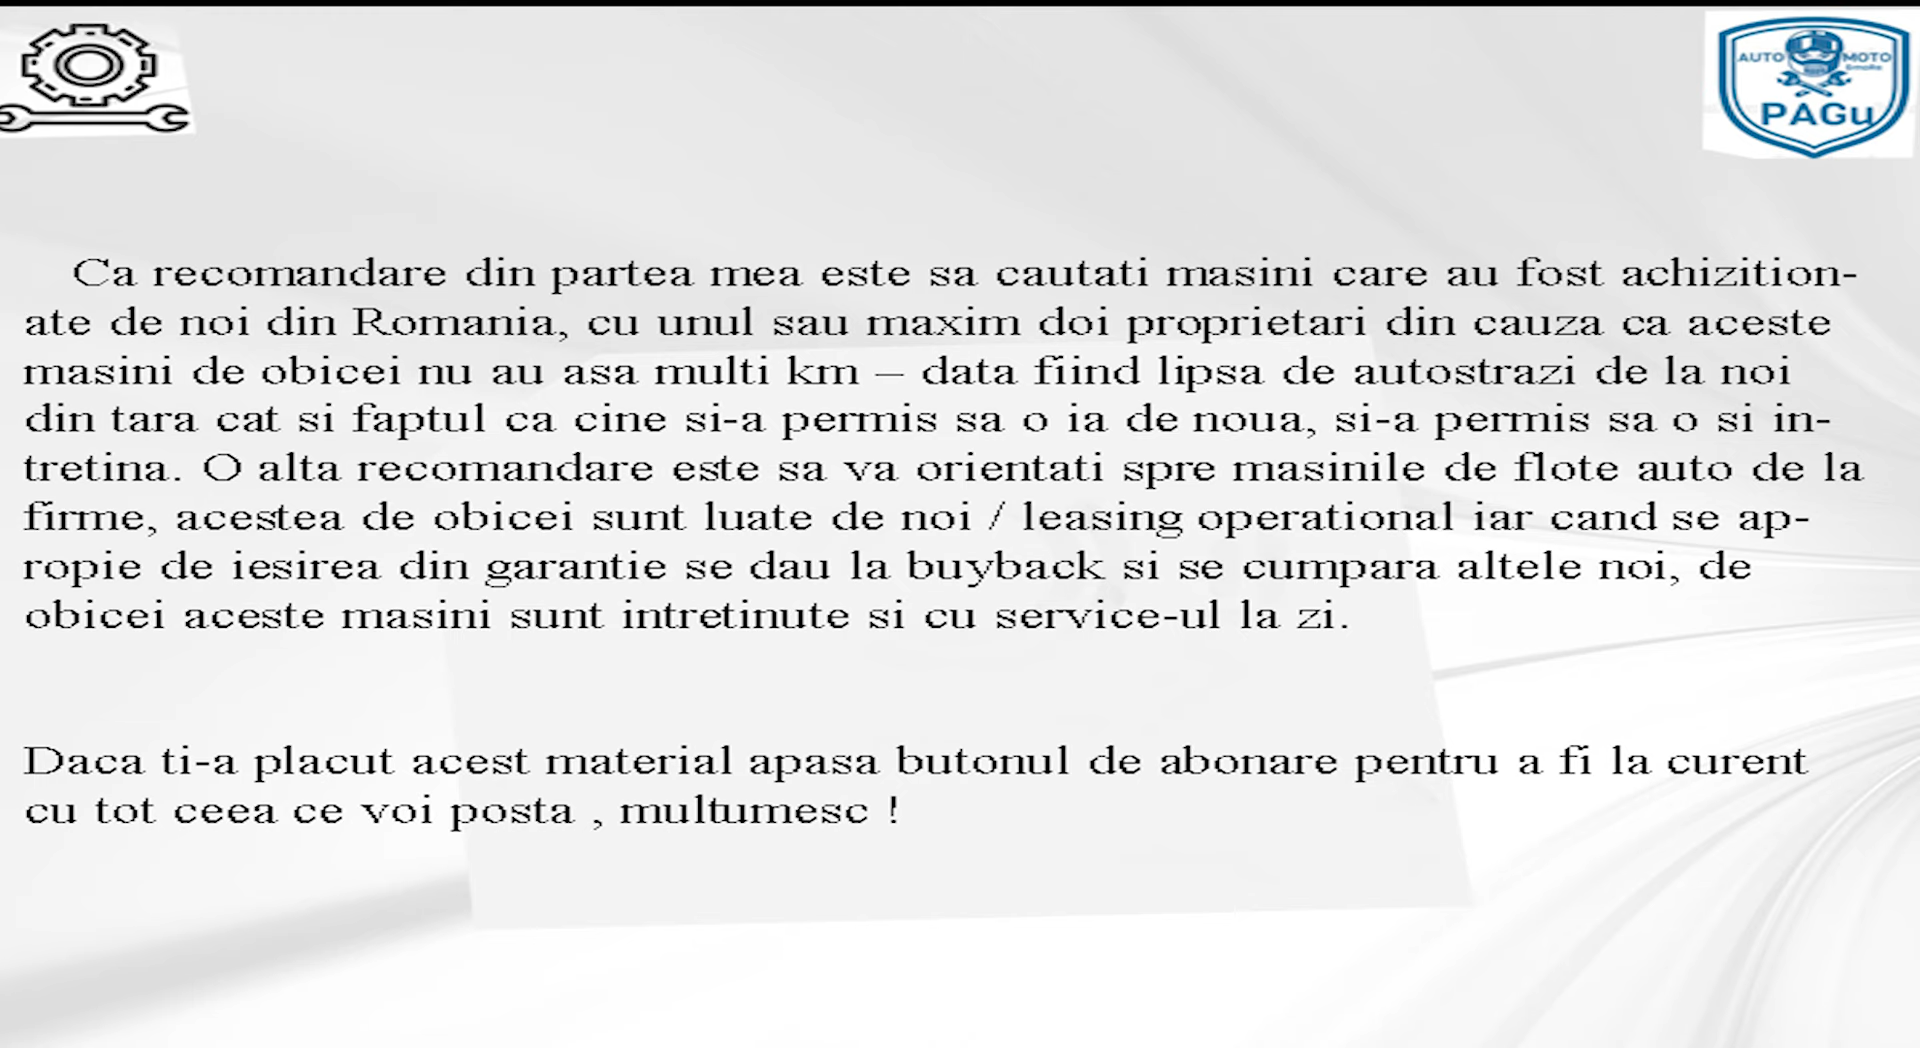 AUTO MOTO
PAGu
Ca recomandare din partea mea este sa cautati masini care au fost achizition-
ate de noi din Romania, cu unul sau maxim doi proprietari din cauza ca aceste
masini de obicei nu au asa multi km – data fiind lipsa de autostrazi de la noi
din tara cat si faptul ca cine si-a permis sa o ia de noua, si-a permis sa o si in-
tretina. O alta recomandare este sa va orientati spre masinile de flote auto de la
firme, acestea de obicei sunt luate de noi / leasing operational iar cand se ap-
ropie de iesirea din garantie se dau la buyback si se cumpara altele noi, de
obicei aceste masini sunt intretinute si cu service-ul la zi.
Daca ti-a placut acest material apasa butonul de abonare pentru a fi la curent
cu tot ceea ce voi posta , multumesc !